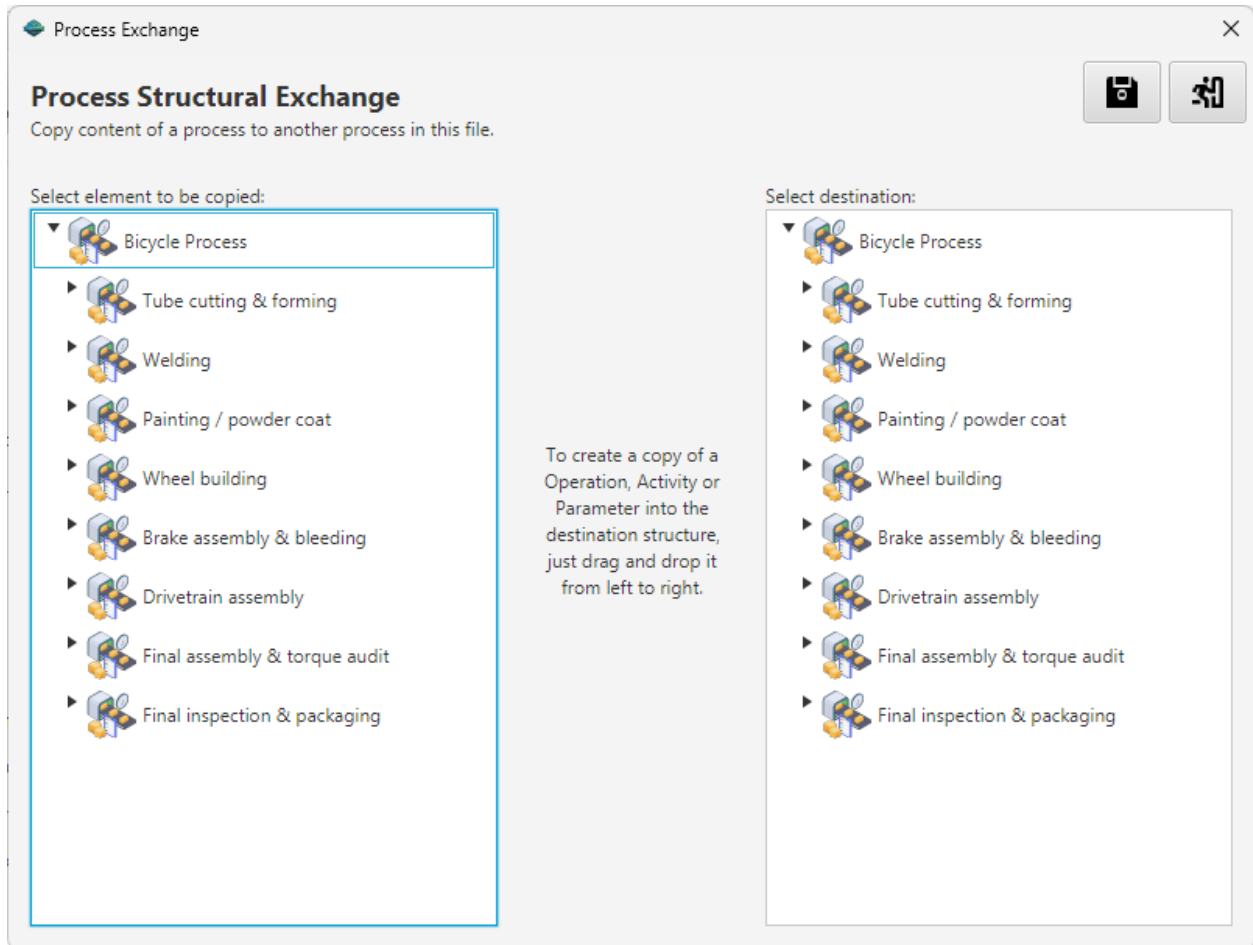 Process Exchange
Process Structural Exchange
Copy content of a process to another process in this file.
Select element to be copied:
Bicycle Process
Tube cutting & forming
Welding
Painting / powder coat
Wheel building
Brake assembly & bleeding
Drivetrain assembly
Final assembly & torque audit
Final inspection & packaging
To create a copy of a
Operation, Activity or
Parameter into the
destination structure,
just drag and drop it
from left to right.
Select destination:
Bicycle Process
Tube cutting & forming
Welding
Painting / powder coat
Wheel building
Brake assembly & bleeding
Drivetrain assembly
Final assembly & torque audit
Final inspection & packaging